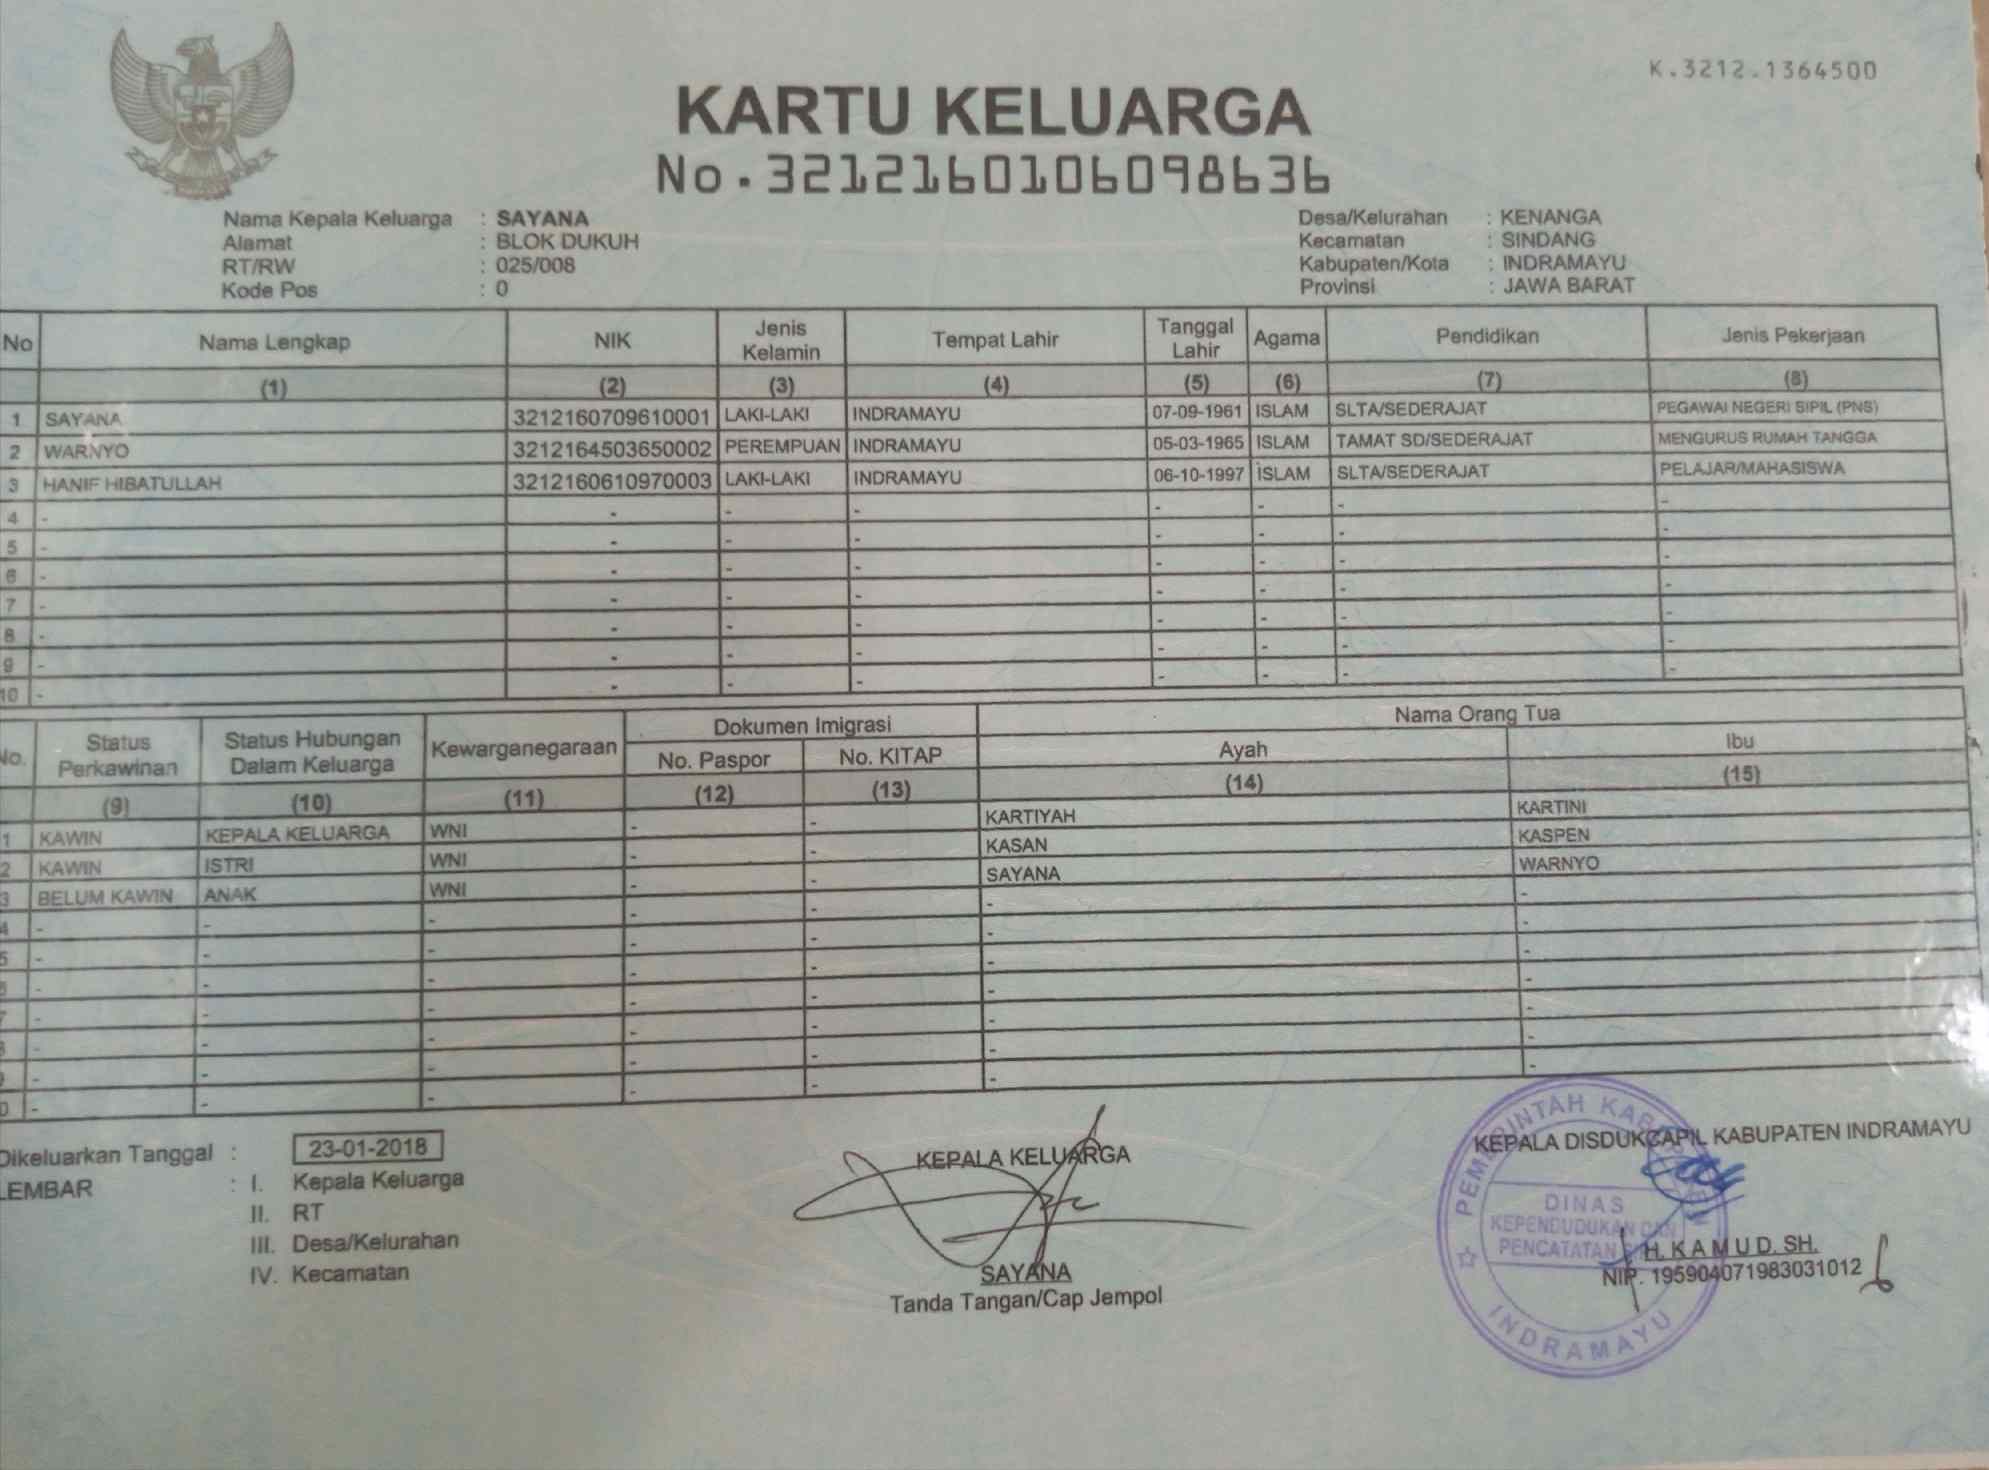 K.3212.1364500
KARTU KELUARGA
No.3212160106098636
Nama Kepala Keluarga : SAYANA
Alamat : BLOK DUKUH
RT/RW : 025/008
Kode Pos : 0
Desa/Kelurahan : KENANGA
Kecamatan : SINDANG
Kabupaten/Kota : INDRAMAYU
Provinsi : JAWA BARAT
No Nama Lengkap NIK Jenis Kelamin Tempat Lahir Tanggal Lahir Agama Pendidikan Jenis Pekerjaan
(1) (2) (3) (4) (5) (6) (7) (8)
1 SAYANA 3212160709610001 LAKI-LAKI INDRAMAYU 07-09-1961 ISLAM SLTA/SEDERAJAT PEGAWAI NEGERI SIPIL (PNS)
2 WARNYO 3212164503650002 PEREMPUAN INDRAMAYU 05-03-1965 ISLAM TAMAT SD/SEDERAJAT MENGURUS RUMAH TANGGA
3 HANIF HIBATULLAH 3212160610970003 LAKI-LAKI INDRAMAYU 06-10-1997 ISLAM SLTA/SEDERAJAT PELAJAR/MAHASISWA
4 - - - - - - - -
5 - - - - - - - -
6 - - - - - - - -
7 - - - - - - - -
8 - - - - - - - -
9 - - - - - - - -
10 - - - - - - - -
No. Status Perkawinan Status Hubungan Dalam Keluarga Kewarganegaraan Dokumen Imigrasi Nama Orang Tua
No. Paspor No. KITAP Ayah Ibu
(9) (10) (11) (12) (13) (14) (15)
1 KAWIN KEPALA KELUARGA WNI - - KARTIYAH KARTINI
2 KAWIN ISTRI WNI - - KASAN KASPEN
3 BELUM KAWIN ANAK WNI - - SAYANA WARNYO
4 - - - - - - -
5 - - - - - - -
6 - - - - - - -
7 - - - - - - -
8 - - - - - - -
- - - - - - -
0 - - - - - - -
Dikeluarkan Tanggal : 23-01-2018
LEMBAR : I. Kepala Keluarga
II. RT
III. Desa/Kelurahan
IV. Kecamatan
KEPALA KELUARGA
SAYANA
Tanda Tangan/Cap Jempol
KEPALA DISDUKCAPIL KABUPATEN INDRAMAYU
PEMERINTAH KABUPATEN
DINAS
KEPENDUDUKAN DAN
PENCATATAN
INDRAMAYU
H. K A M U D. SH.
NIP. 195904071983031012